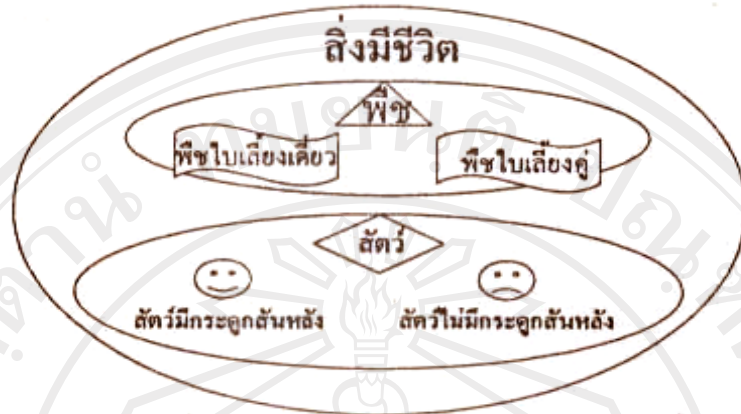 สิ่งมีชีวิต
พืช
พืชใบเลี้ยงเดี่ยว
พืชใบเลี้ยงคู่
สัตว์
สัตว์มีกระดูกสันหลัง
สัตว์ไม่มีกระดูกสันหลัง